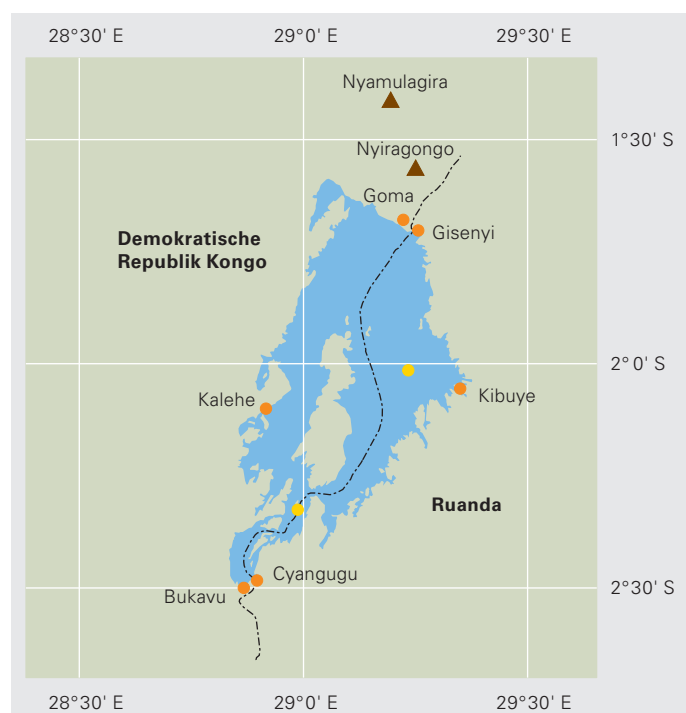 28°30' E
29°0' E
29°30' E
Nyamulagira
1°30' S
Nyiragongo
Goma
Gisenyi
Demokratische
Republik Kongo
2°0' S
Kalehe
Kibuye
Ruanda
Cyangugu
Bukavu
2°30' S
28°30' E
29°0' E
29°30' E